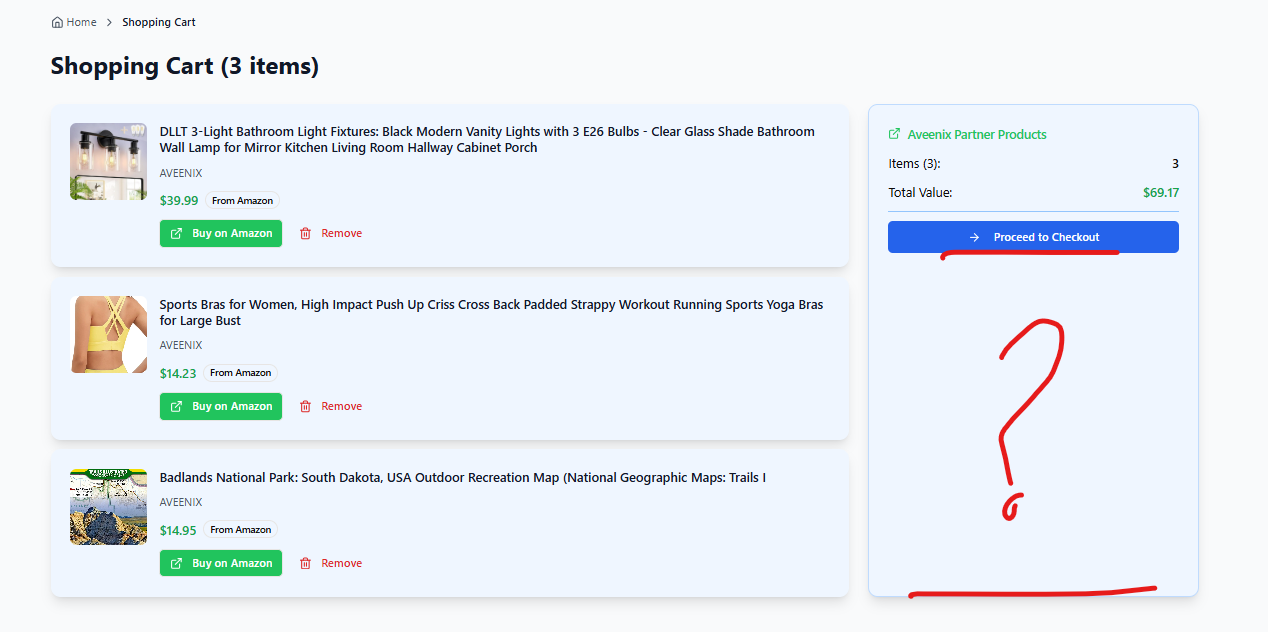 Home > Shopping Cart
Shopping Cart (3 items)
DLLT 3-Light Bathroom Light Fixtures: Black Modern Vanity Lights with 3 E26 Bulbs - Clear Glass Shade Bathroom
Wall Lamp for Mirror Kitchen Living Room Hallway Cabinet Porch
AVEENIX
$39.99 From Amazon
Buy on Amazon Remove
Sports Bras for Women, High Impact Push Up Criss Cross Back Padded Strappy Workout Running Sports Yoga Bras
for Large Bust
AVEENIX
$14.23 From Amazon
Buy on Amazon Remove
Badlands National Park: South Dakota, USA Outdoor Recreation Map (National Geographic Maps: Trails I
AVEENIX
$14.95 From Amazon
Buy on Amazon Remove
Aveenix Partner Products
Items (3): 3
Total Value: $69.17
Proceed to Checkout
?